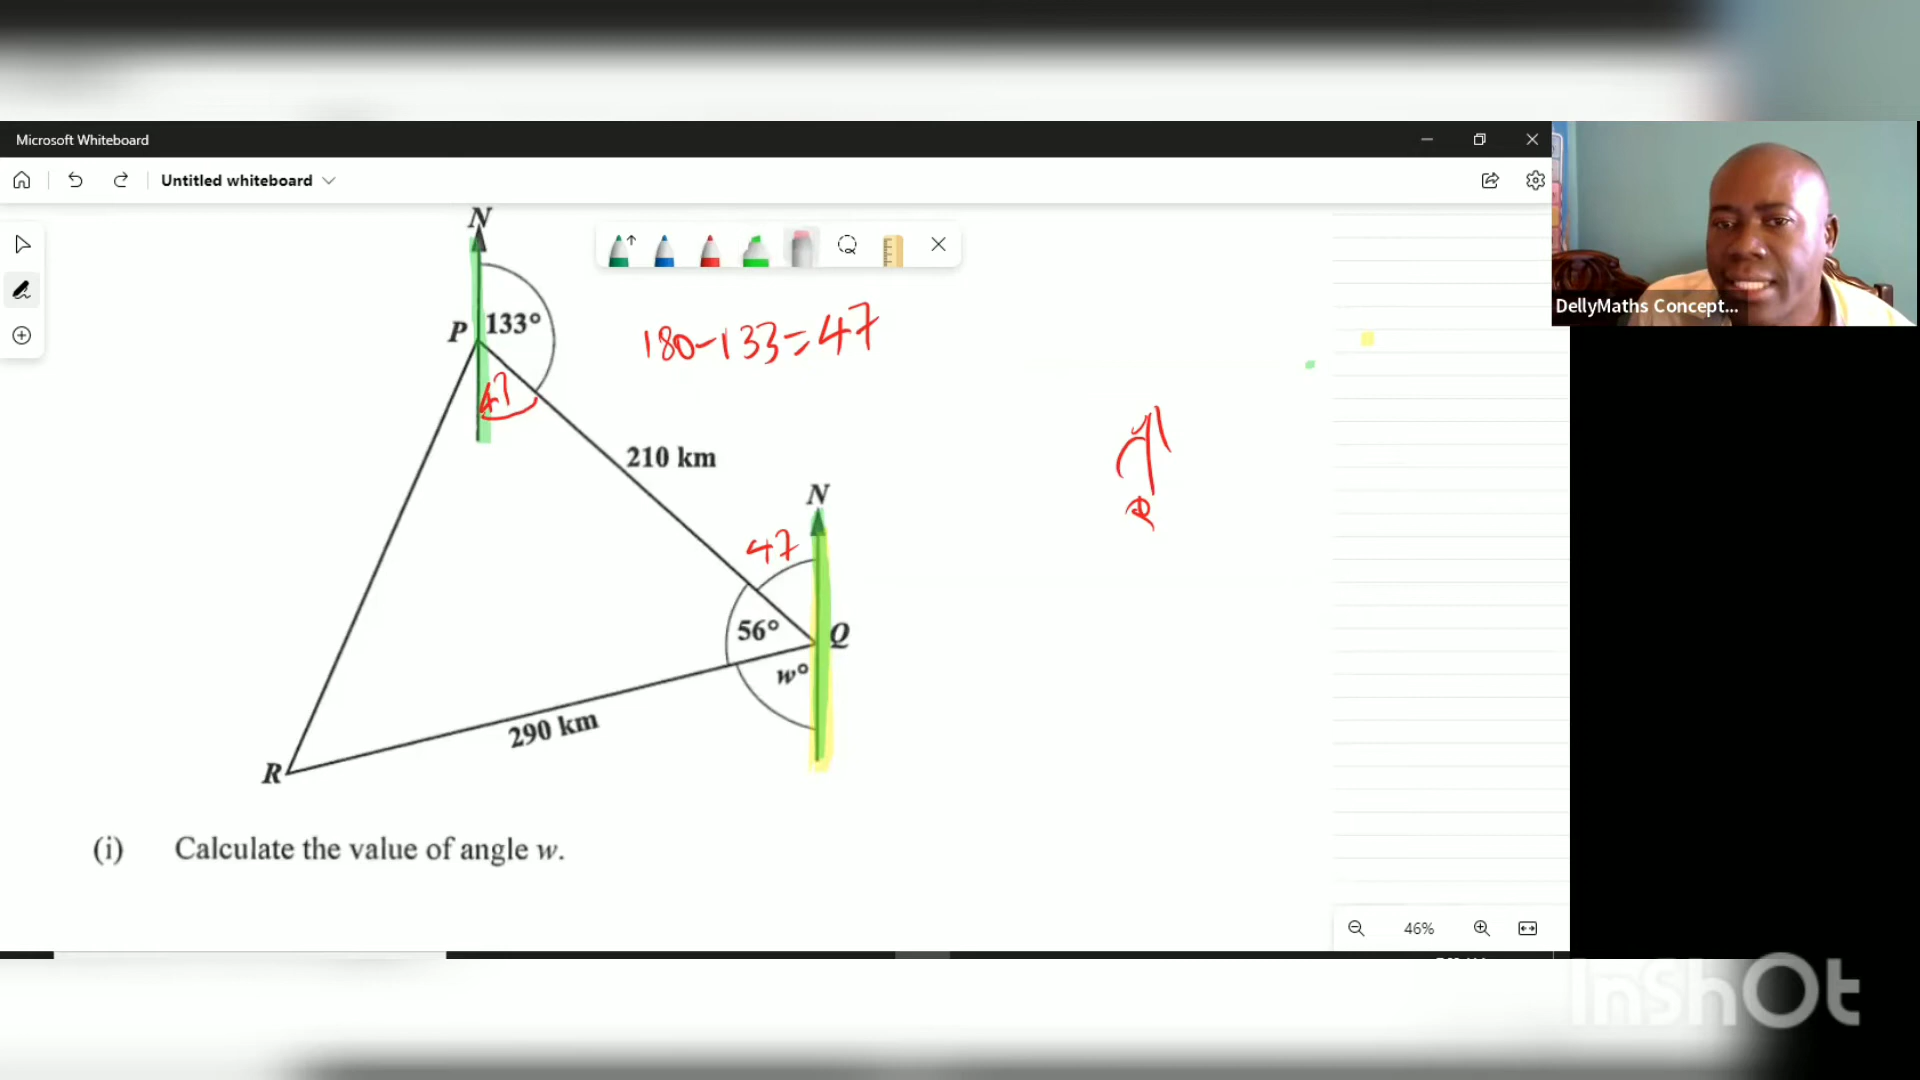 Microsoft Whiteboard
Untitled whiteboard
N
P 133°
180-133=47
47
210 km
N
47
56° Q
w°
290 km
R
(i) Calculate the value of angle w.
46%
DellyMaths Concept...
InShOt